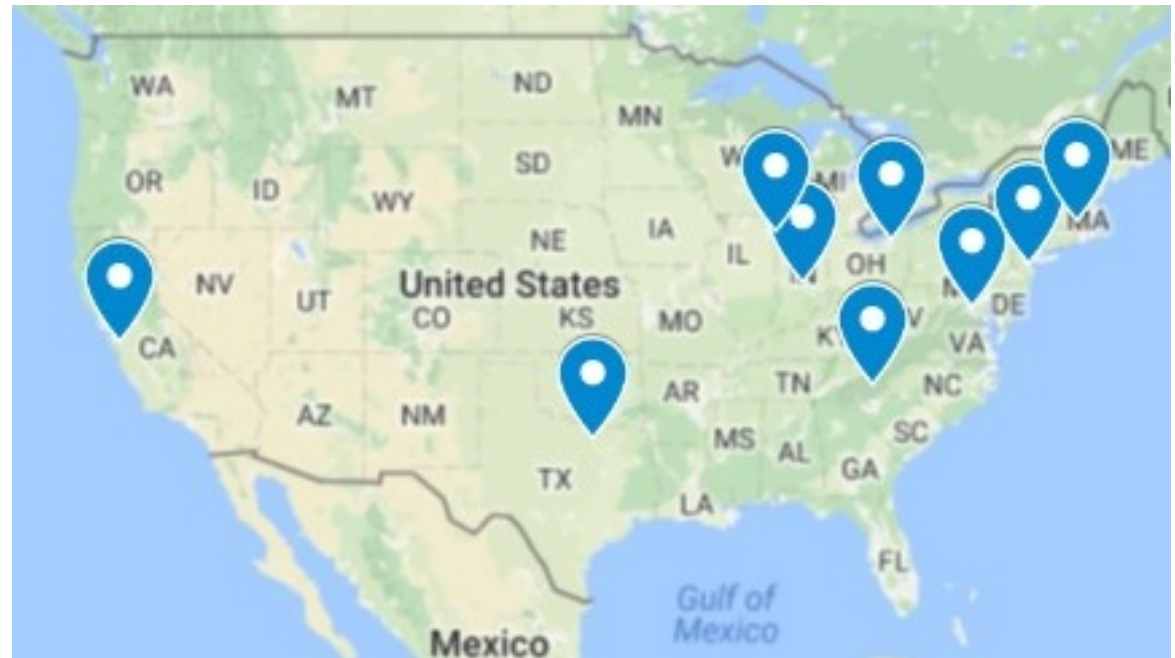 WA
MT
ND
MN
OR
ID
WY
SD
W
MI
ME
MA
NV
UT
CO
NE
IA
IL
IN
OH
United States
KS
MO
K
V
DE
VA
CA
AZ
NM
AR
TN
NC
SC
TX
MS
AL
GA
LA
FL
Gulf of
Mexico
Mexico